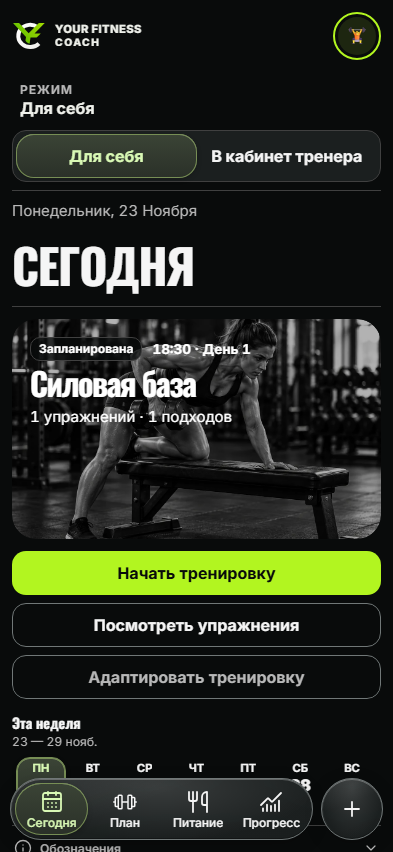 YOUR FITNESS
COACH
РЕЖИМ
Для себя
Для себя
В кабинет тренера
Понедельник, 23 Ноября
СЕГОДНЯ
Запланирована
18:30 · День 1
Силовая база
1 упражнений · 1 подходов
Начать тренировку
Посмотреть упражнения
Адаптировать тренировку
Эта неделя
23 — 29 нояб.
ПН ВТ СР ЧТ ПТ СБ ВС
Сегодня План Питание Прогресс +
Обозначения